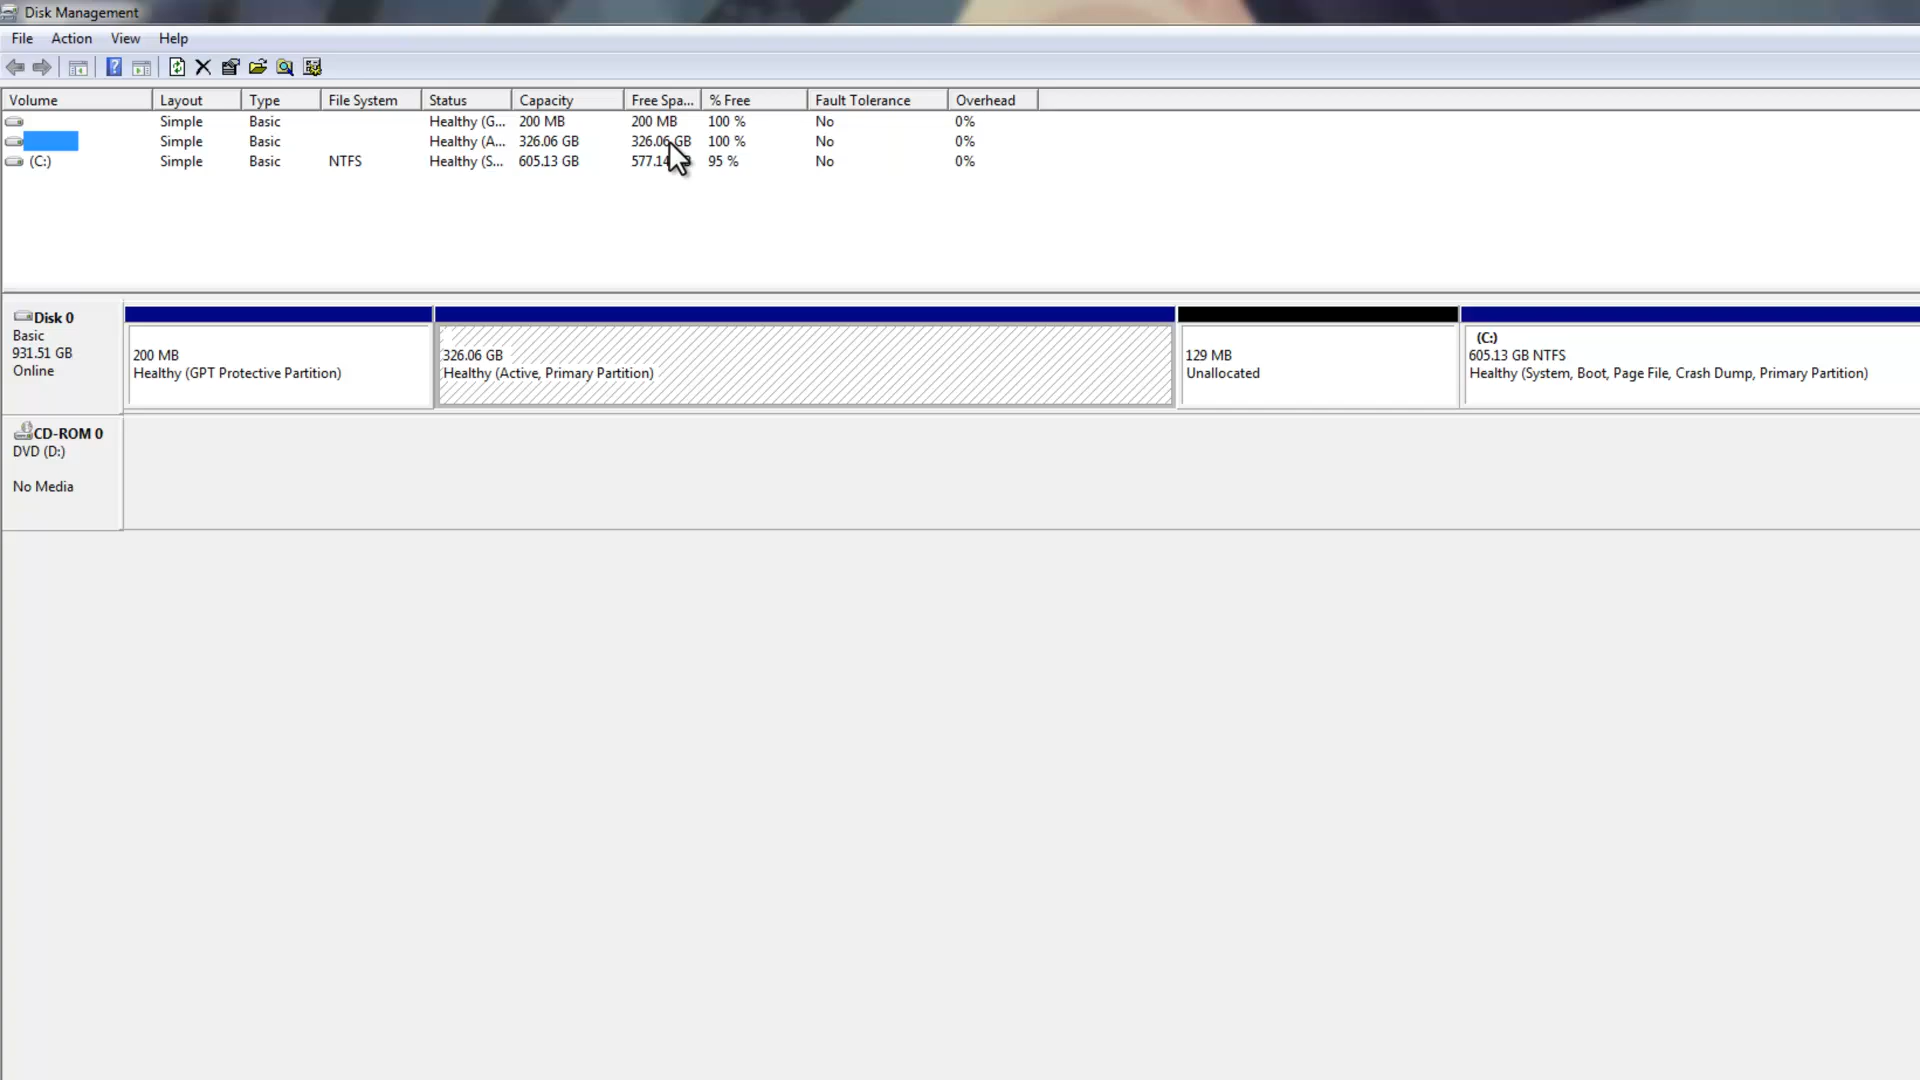 Disk Management
File Action View Help
Volume Layout Type File System Status Capacity Free Spa... % Free Fault Tolerance Overhead
Simple Basic Healthy (G... 200 MB 200 MB 100 % No 0%
Simple Basic Healthy (A... 326.06 GB 326.06 GB 100 % No 0%
(C:) Simple Basic NTFS Healthy (S... 605.13 GB 95 % No 0%
Disk 0
Basic
931.51 GB
Online
200 MB
Healthy (GPT Protective Partition)
326.06 GB
Healthy (Active, Primary Partition)
129 MB
Unallocated
(C:)
605.13 GB NTFS
Healthy (System, Boot, Page File, Crash Dump, Primary Partition)
CD-ROM 0
DVD (D:)
No Media